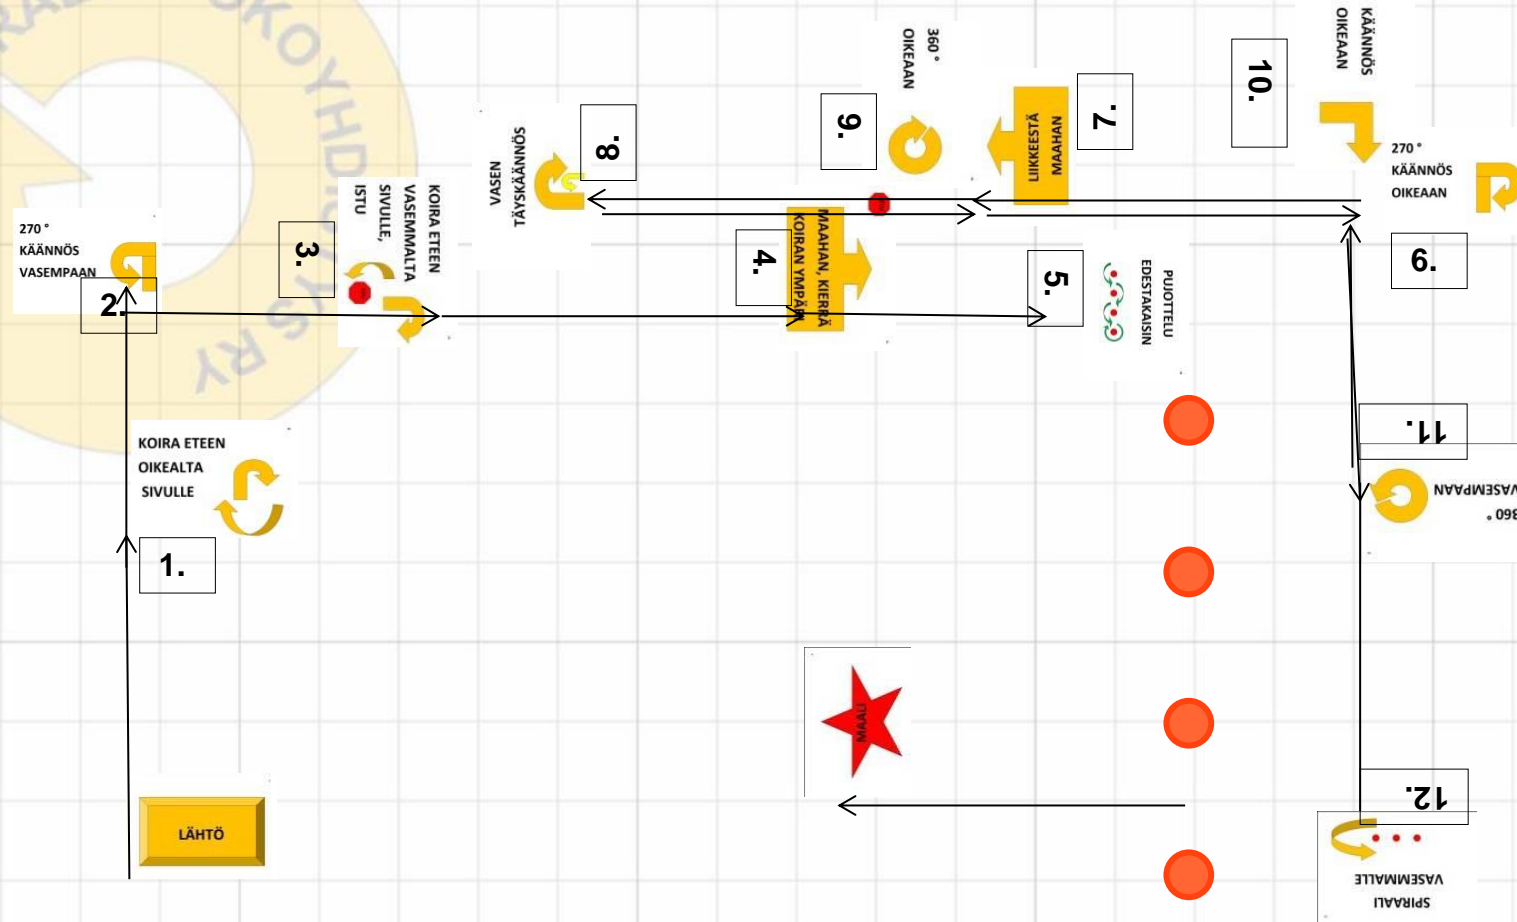 KOYHDISTYS RY
LÄHTÖ
1.
KOIRA ETEEN
OIKEALTA
SIVULLE
2.
270 °
KÄÄNNÖS
VASEMPAAN
3.
KOIRA ETEEN
VASEMMALTA
SIVULLE,
ISTU
4.
MAAHAN, KIERRÄ
KOIRAN YMPÄRI
5.
PUJOTTELU
EDESTAKAISIN
6.
270 °
KÄÄNNÖS
OIKEAAN
7.
LIIKKEESTÄ
MAAHAN
8.
TÄYSKÄÄNNÖS
VASEN
9.
360 °
OIKEAAN
10.
KÄÄNNÖS
OIKEAAN
11.
360 °
VASEMPAAN
12.
SPIRAALI
VASEMMALLE
MAALI